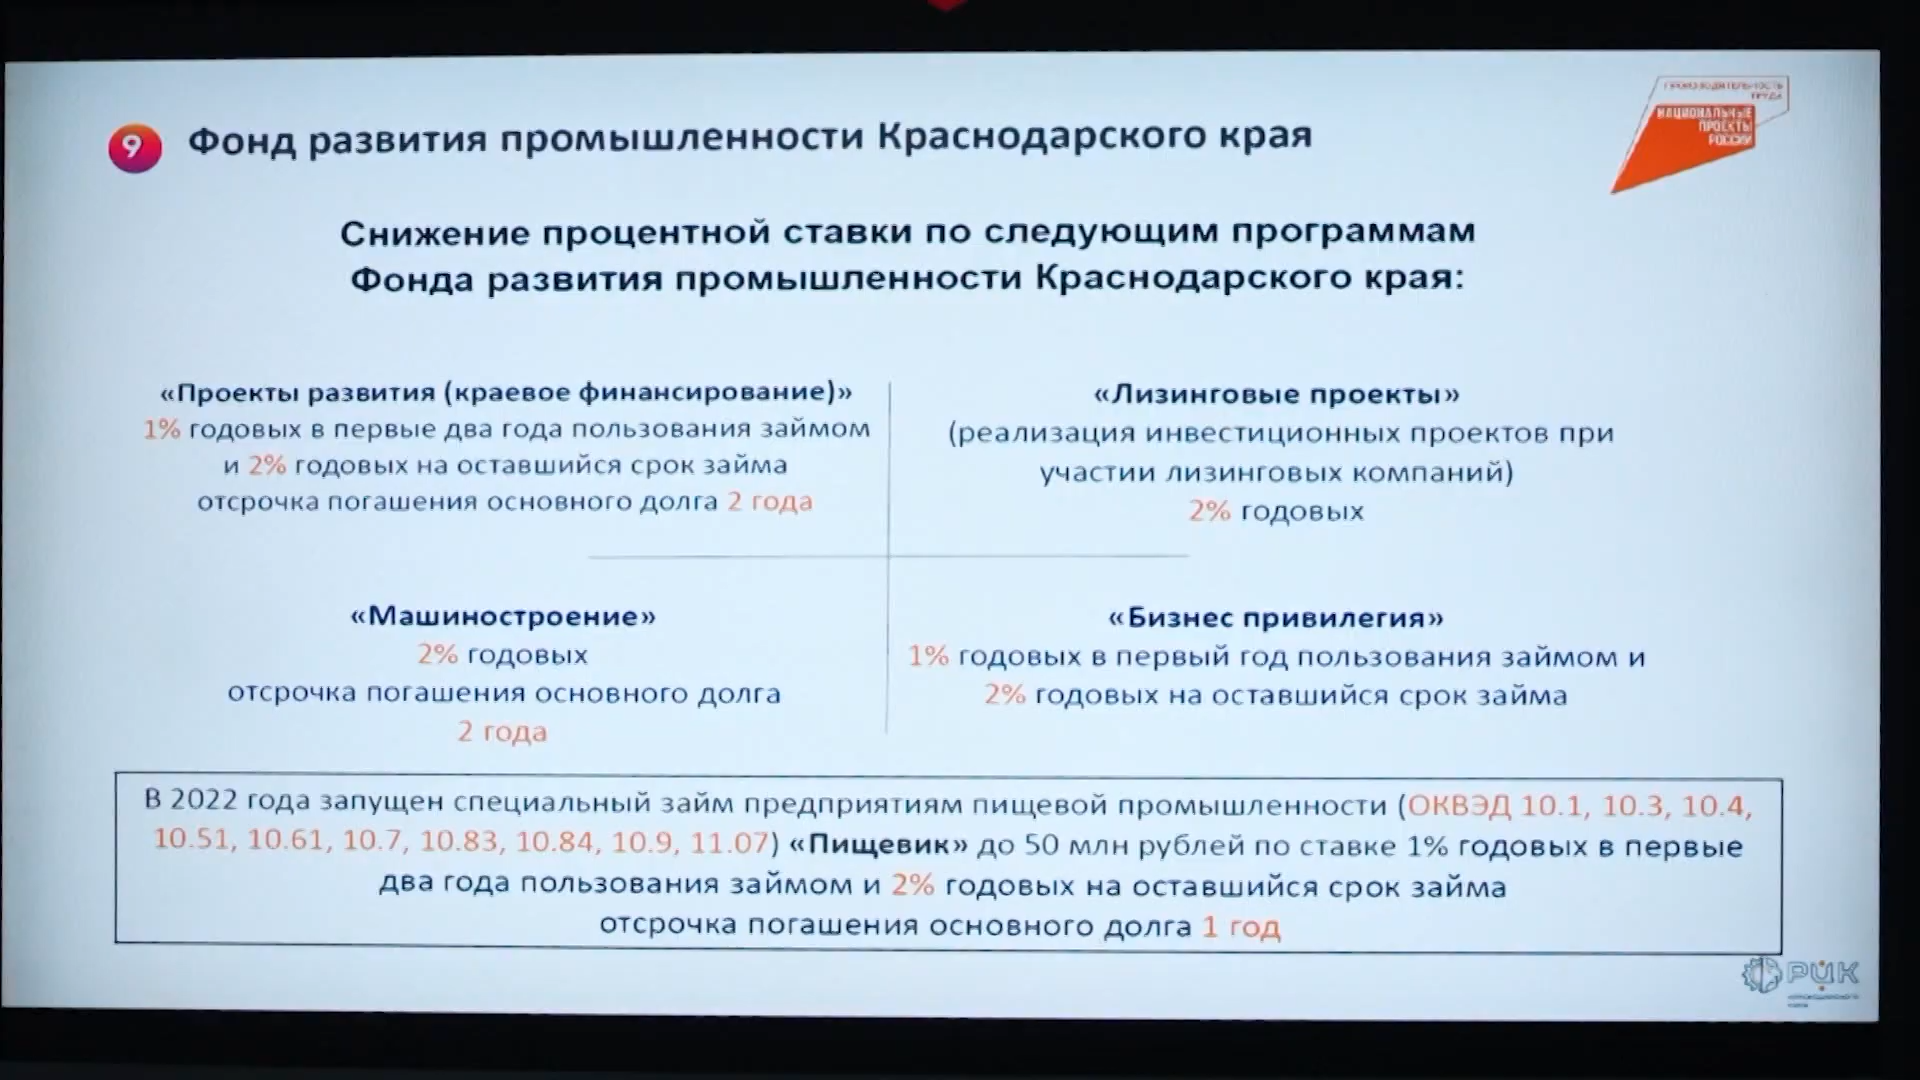 9 Фонд развития промышленности Краснодарского края
ПРОИЗВОДИТЕЛЬНОСТЬ
ТРУДА
НАЦИОНАЛЬНЫЕ
ПРОЕКТЫ
РОССИИ
Снижение процентной ставки по следующим программам
Фонда развития промышленности Краснодарского края:
«Проекты развития (краевое финансирование)»
1% годовых в первые два года пользования займом
и 2% годовых на оставшийся срок займа
отсрочка погашения основного долга 2 года
«Лизинговые проекты»
(реализация инвестиционных проектов при
участии лизинговых компаний)
2% годовых
«Машиностроение»
2% годовых
отсрочка погашения основного долга
2 года
«Бизнес привилегия»
1% годовых в первый год пользования займом и
2% годовых на оставшийся срок займа
В 2022 года запущен специальный займ предприятиям пищевой промышленности (ОКВЭД 10.1, 10.3, 10.4,
10.51, 10.61, 10.7, 10.83, 10.84, 10.9, 11.07) «Пищевик» до 50 млн рублей по ставке 1% годовых в первые
два года пользования займом и 2% годовых на оставшийся срок займа
отсрочка погашения основного долга 1 год
РЦК